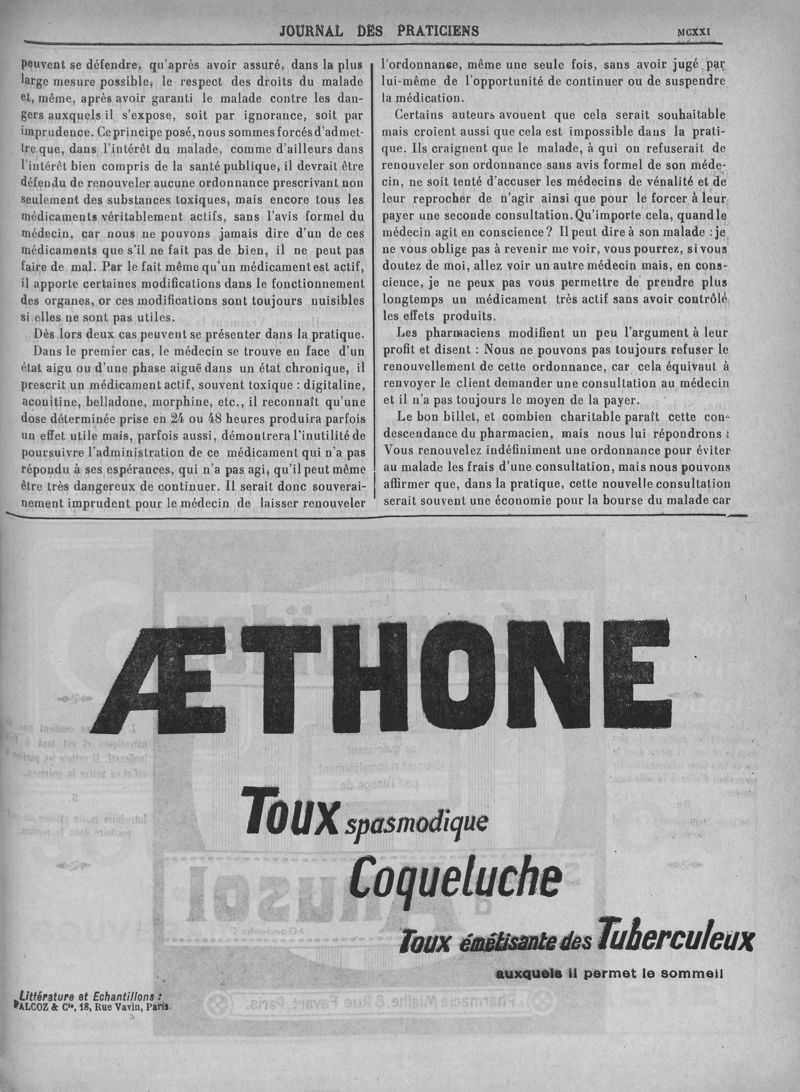 JOURNAL DES PRATICIENS
MCXXI
peuvent se défendre, qu'après avoir assuré, dans la plus
large mesure possible, le respect des droits du malade
et, même, après avoir garanti le malade contre les dan-
gers auxquels il s'expose, soit par ignorance, soit par
imprudence. Ce principe posé, nous sommes forcés d'admet-
tre que, dans l'intérêt du malade, comme d'ailleurs dans
l'intérêt bien compris de la santé publique, il devrait être
défendu de renouveler aucune ordonnance prescrivant non
seulement des substances toxiques, mais encore tous les
médicaments véritablement actifs, sans l'avis formel du
médecin, car nous ne pouvons jamais dire d'un de ces
médicaments que s'il ne fait pas de bien, il ne peut pas
faire de mal. Par le fait même qu'un médicament est actif,
il apporte certaines modifications dans le fonctionnement
des organes, or ces modifications sont toujours nuisibles
si elles ne sont pas utiles.
Dès lors deux cas peuvent se présenter dans la pratique.
Dans le premier cas, le médecin se trouve en face d'un
état aigu ou d'une phase aiguë dans un état chronique, il
prescrit un médicament actif, souvent toxique : digitaline,
aconitine, belladone, morphine, etc., il reconnaît qu'une
dose déterminée prise en 24 ou 48 heures produira parfois
un effet utile mais, parfois aussi, démontrera l'inutilité de
poursuivre l'administration de ce médicament qui n'a pas
répondu à ses espérances, qui n'a pas agi, qu'il peut même
être très dangereux de continuer. Il serait donc souverai-
nement imprudent pour le médecin de laisser renouveler
l'ordonnance, même une seule fois, sans avoir jugé par
lui-même de l'opportunité de continuer ou de suspendre
la médication.
Certains auteurs avouent que cela serait souhaitable
mais croient aussi que cela est impossible dans la prati-
que. Ils craignent que le malade, à qui on refuserait de
renouveler son ordonnance sans avis formel de son méde-
cin, ne soit tenté d'accuser les médecins de vénalité et de
leur reprocher de n'agir ainsi que pour le forcer à leur
payer une seconde consultation. Qu'importe cela, quand le
médecin agit en conscience ? Il peut dire à son malade : je
ne vous oblige pas à revenir me voir, vous pourrez, si vous
doutez de moi, allez voir un autre médecin mais, en cons-
cience, je ne peux pas vous permettre de prendre plus
longtemps un médicament très actif sans avoir contrôlé
les effets produits.
Les pharmaciens modifient un peu l'argument à leur
profit et disent : Nous ne pouvons pas toujours refuser le
renouvellement de cette ordonnance, car cela équivaut à
renvoyer le client demander une consultation au médecin
et il n'a pas toujours le moyen de la payer.
Le bon billet, et combien charitable paraît cette con-
descendance du pharmacien, mais nous lui répondrons :
Vous renouvelez indéfiniment une ordonnance pour éviter
au malade les frais d'une consultation, mais nous pouvons
affirmer que, dans la pratique, cette nouvelle consultation
serait souvent une économie pour la bourse du malade car
ÆTHONE
Toux spasmodique
Coqueluche
Toux émétisante des Tuberculeux
auxquels il permet le sommeil
Littérature et Echantillons :
FALCOZ & Cie, 18, Rue Vavin, Paris.